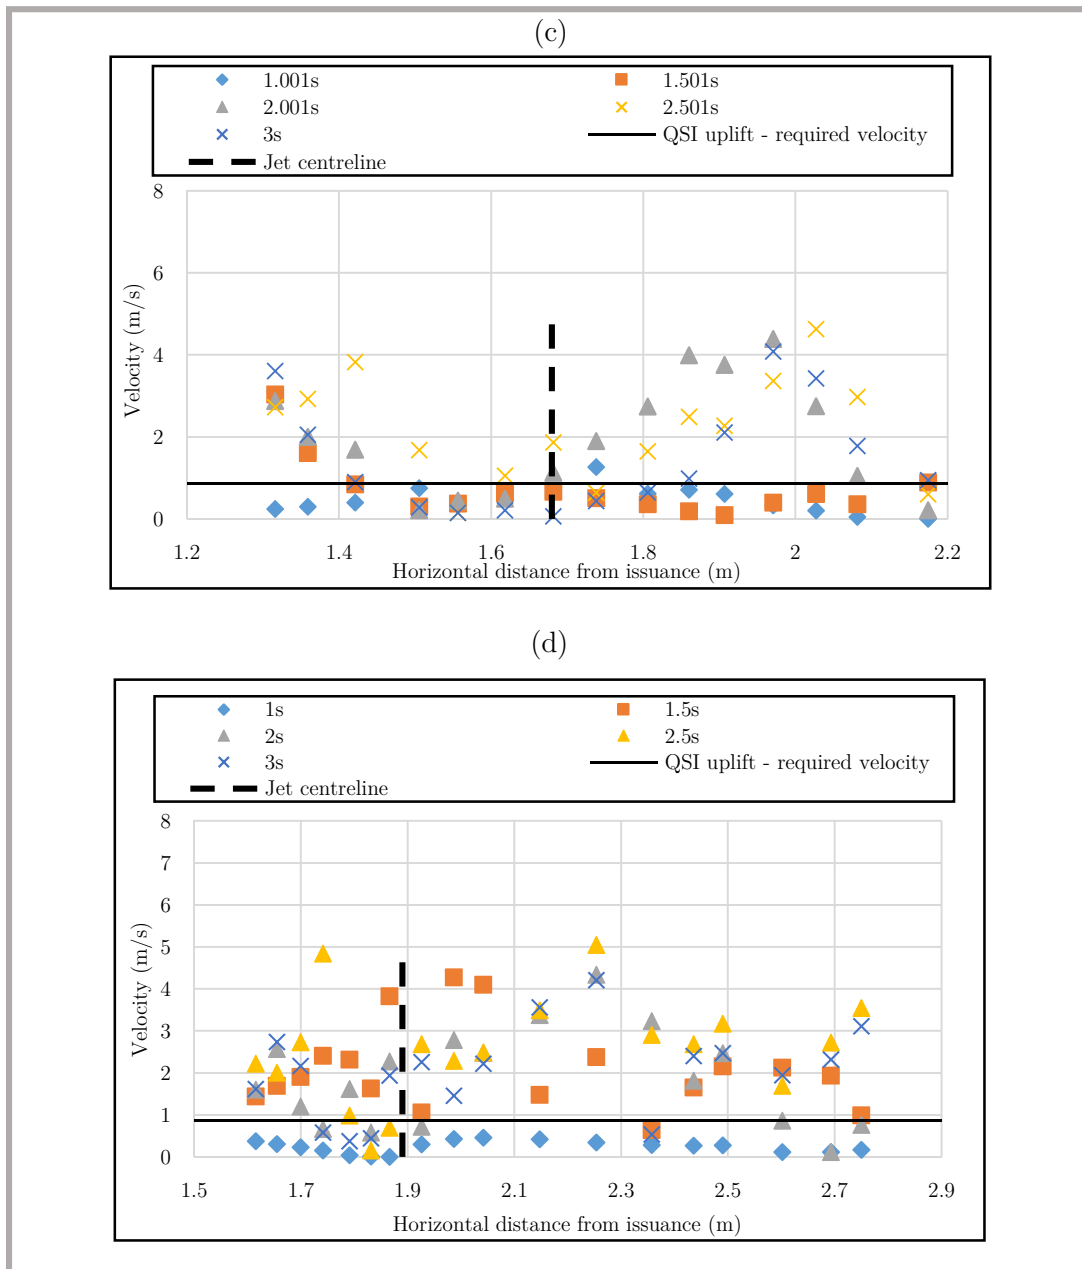 (c)
1.001s 1.501s
2.001s 2.501s
3s QSI uplift - required velocity
Jet centreline
8
6
4
2
0
Velocity (m/s)
1.2 1.4 1.6 1.8 2 2.2
Horizontal distance from issuance (m)
(d)
1s 1.5s
2s 2.5s
3s QSI uplift - required velocity
Jet centreline
8
7
6
5
4
3
2
1
0
Velocity (m/s)
1.5 1.7 1.9 2.1 2.3 2.5 2.7 2.9
Horizontal distance from issuance (m)